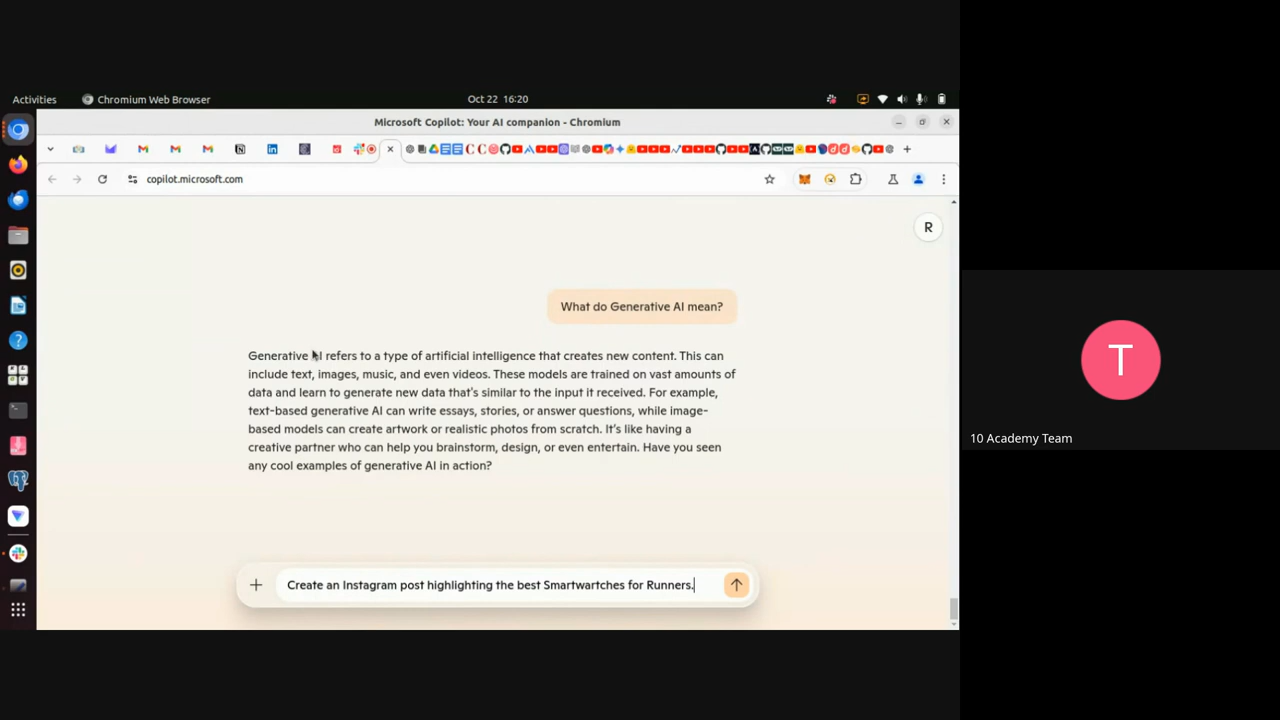 Activities
Chromium Web Browser
Oct 22 16:20
Microsoft Copilot: Your AI companion - Chromium
copilot.microsoft.com
R
What do Generative AI mean?
Generative AI refers to a type of artificial intelligence that creates new content. This can
include text, images, music, and even videos. These models are trained on vast amounts of
data and learn to generate new data that's similar to the input it received. For example,
text-based generative AI can write essays, stories, or answer questions, while image-
based models can create artwork or realistic photos from scratch. It's like having a
creative partner who can help you brainstorm, design, or even entertain. Have you seen
any cool examples of generative AI in action?
Create an Instagram post highlighting the best Smartwartches for Runners.
T
10 Academy Team